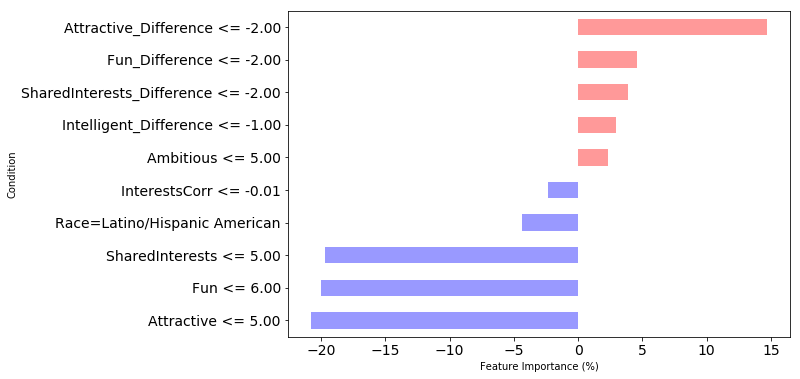 Attractive_Difference <= -2.00
Fun_Difference <= -2.00
SharedInterests_Difference <= -2.00
Intelligent_Difference <= -1.00
Ambitious <= 5.00
InterestsCorr <= -0.01
Race=Latino/Hispanic American
SharedInterests <= 5.00
Fun <= 6.00
Attractive <= 5.00
Condition
−20 −15 −10 −5 0 5 10 15
Feature Importance (%)